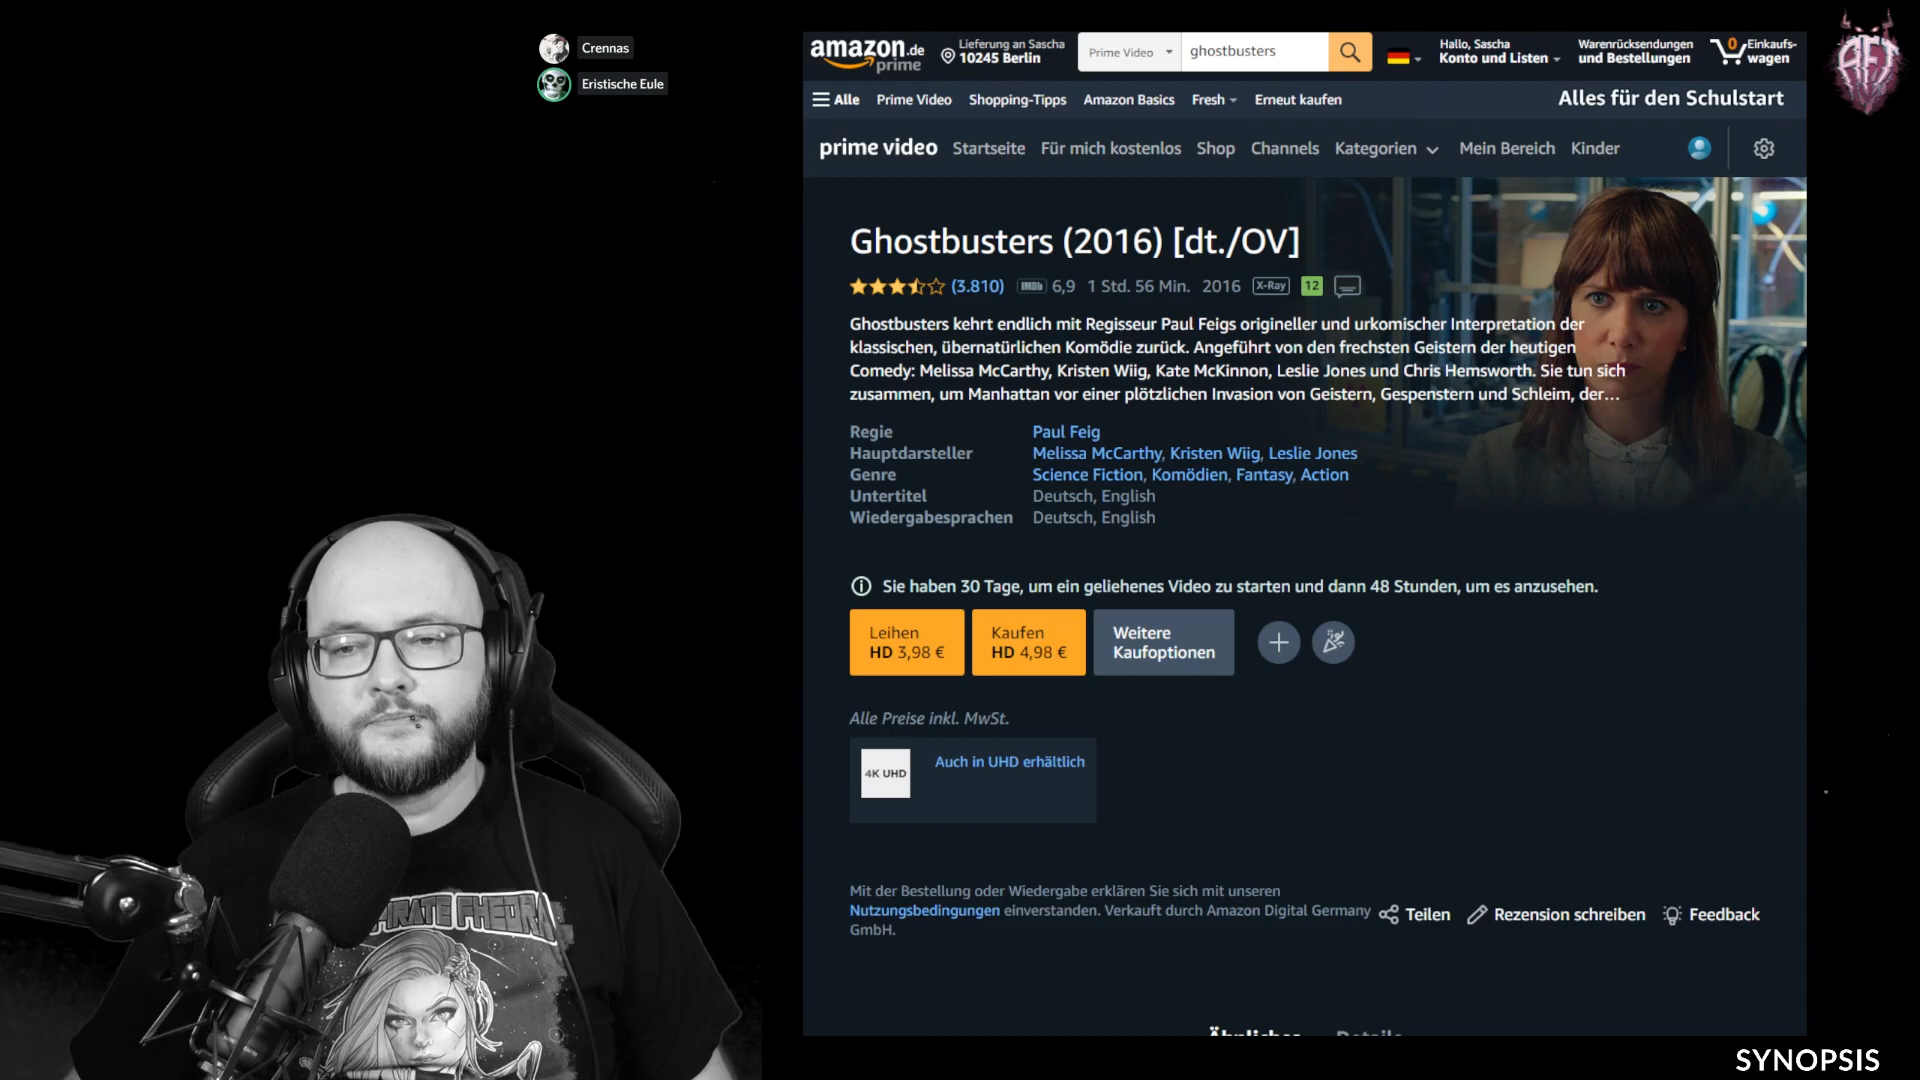 Crennas
Eristische Eule
amazon.de
prime
Lieferung an Sascha
10245 Berlin
Prime Video
ghostbusters
Hallo, Sascha
Konto und Listen
Warenrücksendungen
und Bestellungen
0
Einkaufs-
wagen
Alle
Prime Video
Shopping-Tipps
Amazon Basics
Fresh
Erneut kaufen
Alles für den Schulstart
prime video
Startseite
Für mich kostenlos
Shop
Channels
Kategorien
Mein Bereich
Kinder
Ghostbusters (2016) [dt./OV]
(3.810) IMDb 6,9 1 Std. 56 Min. 2016 X-Ray 12
Ghostbusters kehrt endlich mit Regisseur Paul Feigs origineller und urkomischer Interpretation der
klassischen, übernatürlichen Komödie zurück. Angeführt von den frechsten Geistern der heutigen
Comedy: Melissa McCarthy, Kristen Wiig, Kate McKinnon, Leslie Jones und Chris Hemsworth. Sie tun sich
zusammen, um Manhattan vor einer plötzlichen Invasion von Geistern, Gespenstern und Schleim, der…
Regie Paul Feig
Hauptdarsteller Melissa McCarthy, Kristen Wiig, Leslie Jones
Genre Science Fiction, Komödien, Fantasy, Action
Untertitel Deutsch, English
Wiedergabesprachen Deutsch, English
Sie haben 30 Tage, um ein geliehenes Video zu starten und dann 48 Stunden, um es anzusehen.
Leihen
HD 3,98 €
Kaufen
HD 4,98 €
Weitere
Kaufoptionen
Alle Preise inkl. MwSt.
4K UHD
Auch in UHD erhältlich
Mit der Bestellung oder Wiedergabe erklären Sie sich mit unseren
Nutzungsbedingungen einverstanden. Verkauft durch Amazon Digital Germany
GmbH.
Teilen
Rezension schreiben
Feedback
Ähnliches
Details
SYNOPSIS